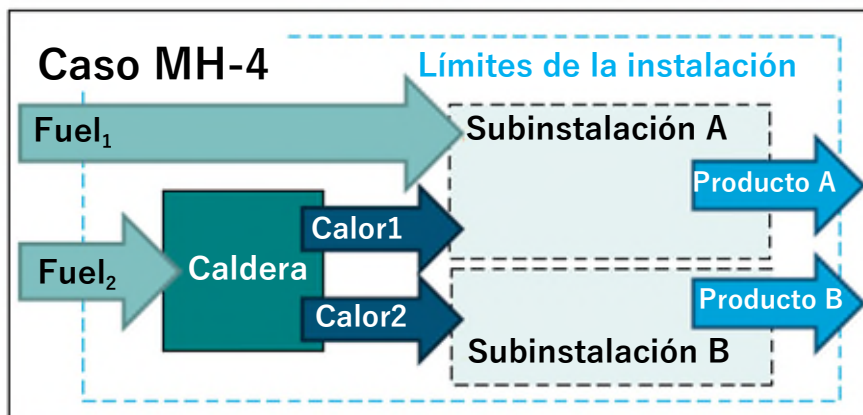 Caso MH-4
Límites de la instalación
Fuel₁
Subinstalación A
Producto A
Calor1
Fuel₂
Caldera
Calor2
Producto B
Subinstalación B